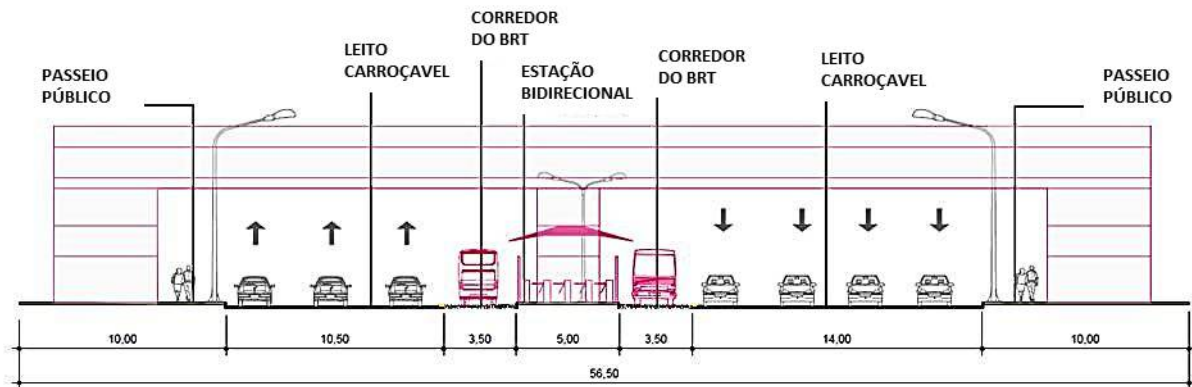 CORREDOR
DO BRT
LEITO
CARROÇAVEL
PASSEIO
PÚBLICO
ESTAÇÃO
BIDIRECIONAL
CORREDOR
DO BRT
LEITO
CARROÇAVEL
PASSEIO
PÚBLICO
10,00
10,50
3,50
5,00
3,50
14,00
10,00
56,50